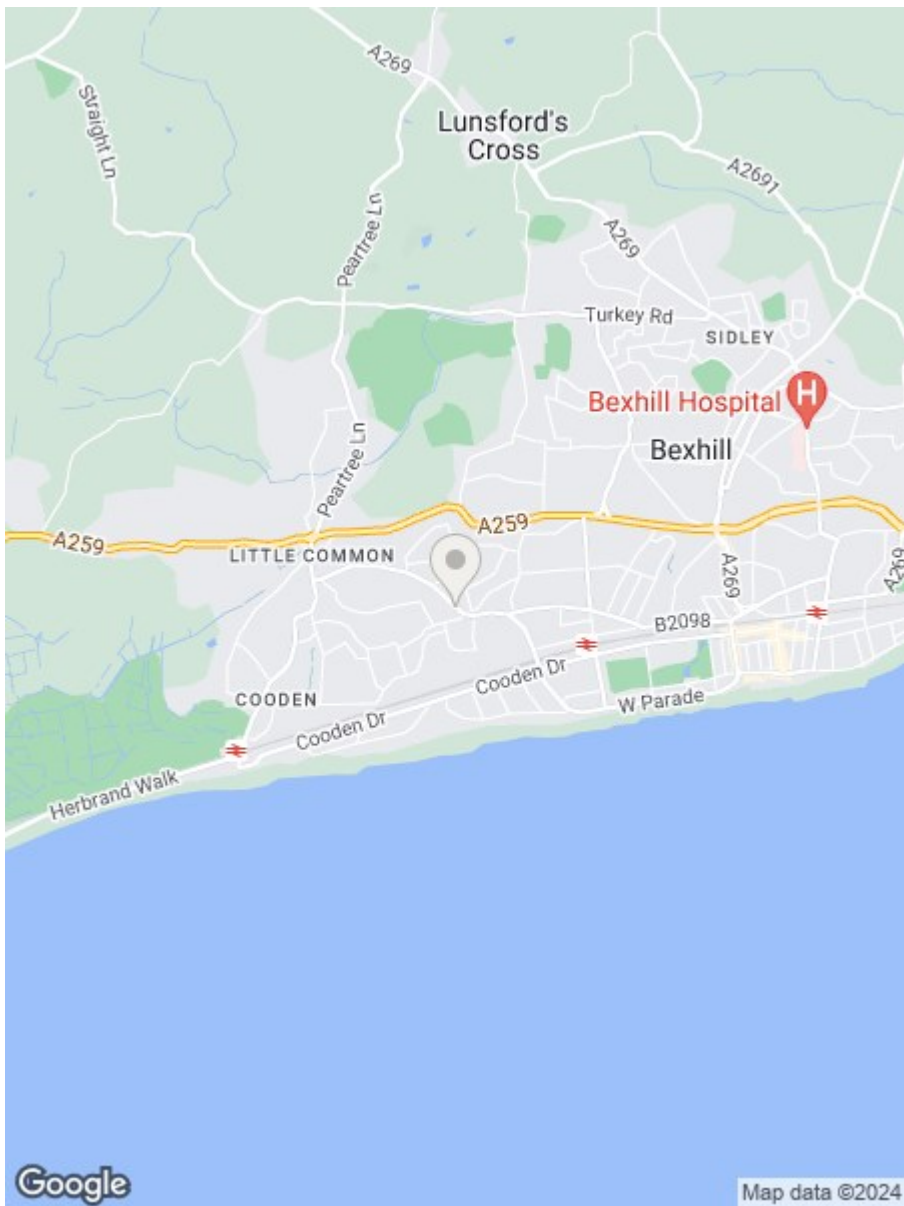 A269
Lunsford's
Cross
Straight Ln
A2691
Peartree Ln
A269
Turkey Rd
SIDLEY
H
Bexhill Hospital
Bexhill
Peartree Ln
A259
A259
LITTLE COMMON
A269
A269
B2098
Cooden Dr
COODEN
W Parade
Cooden Dr
Herbrand Walk
Google
Map data ©2024